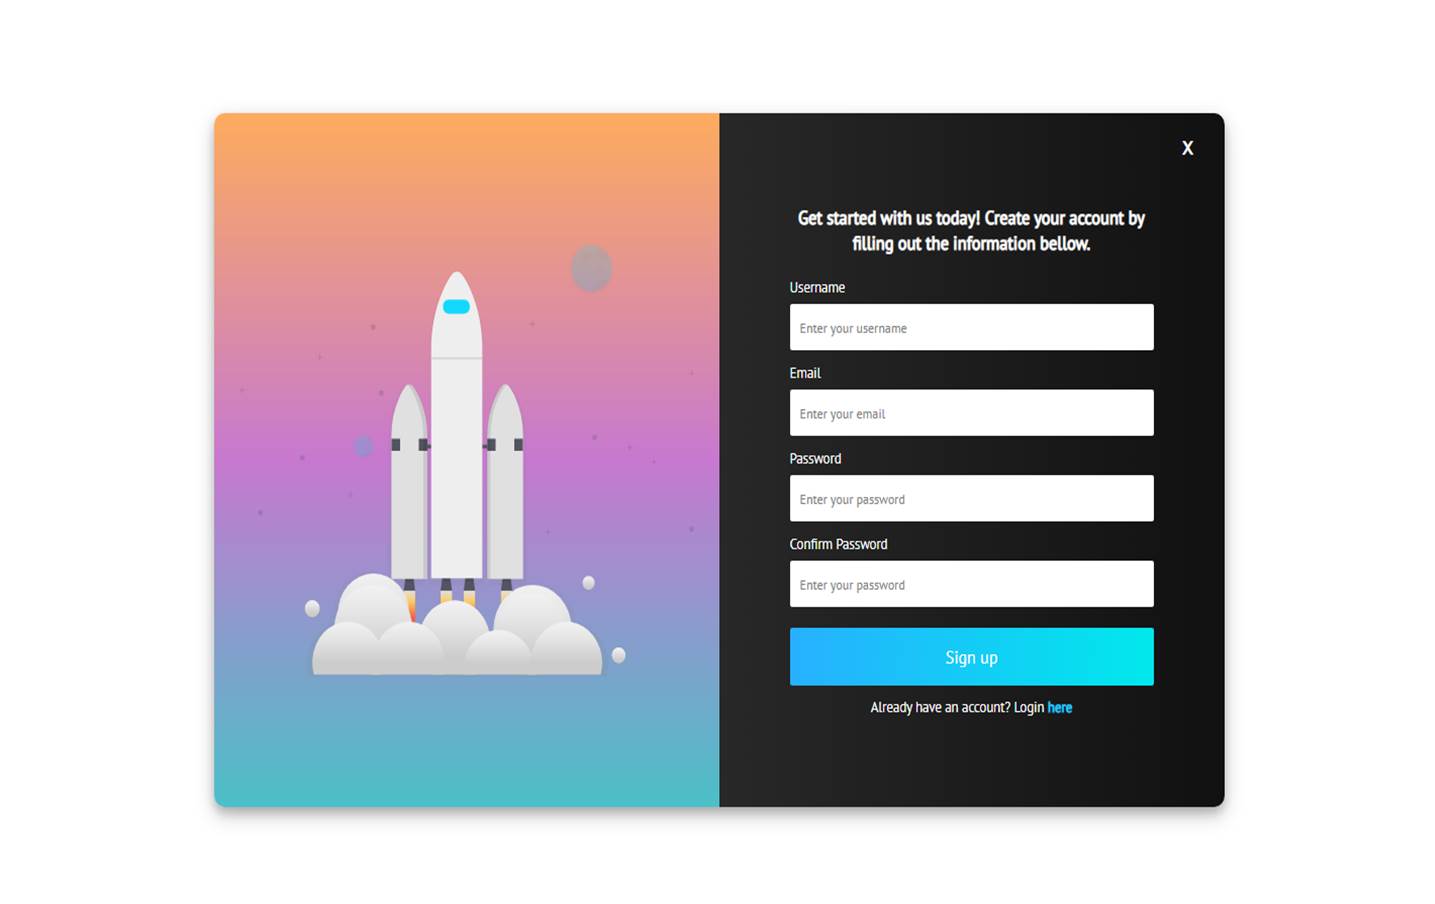 X
Get started with us today! Create your account by
filling out the information bellow.
Username
Enter your username
Email
Enter your email
Password
Enter your password
Confirm Password
Enter your password
Sign up
Already have an account? Login here